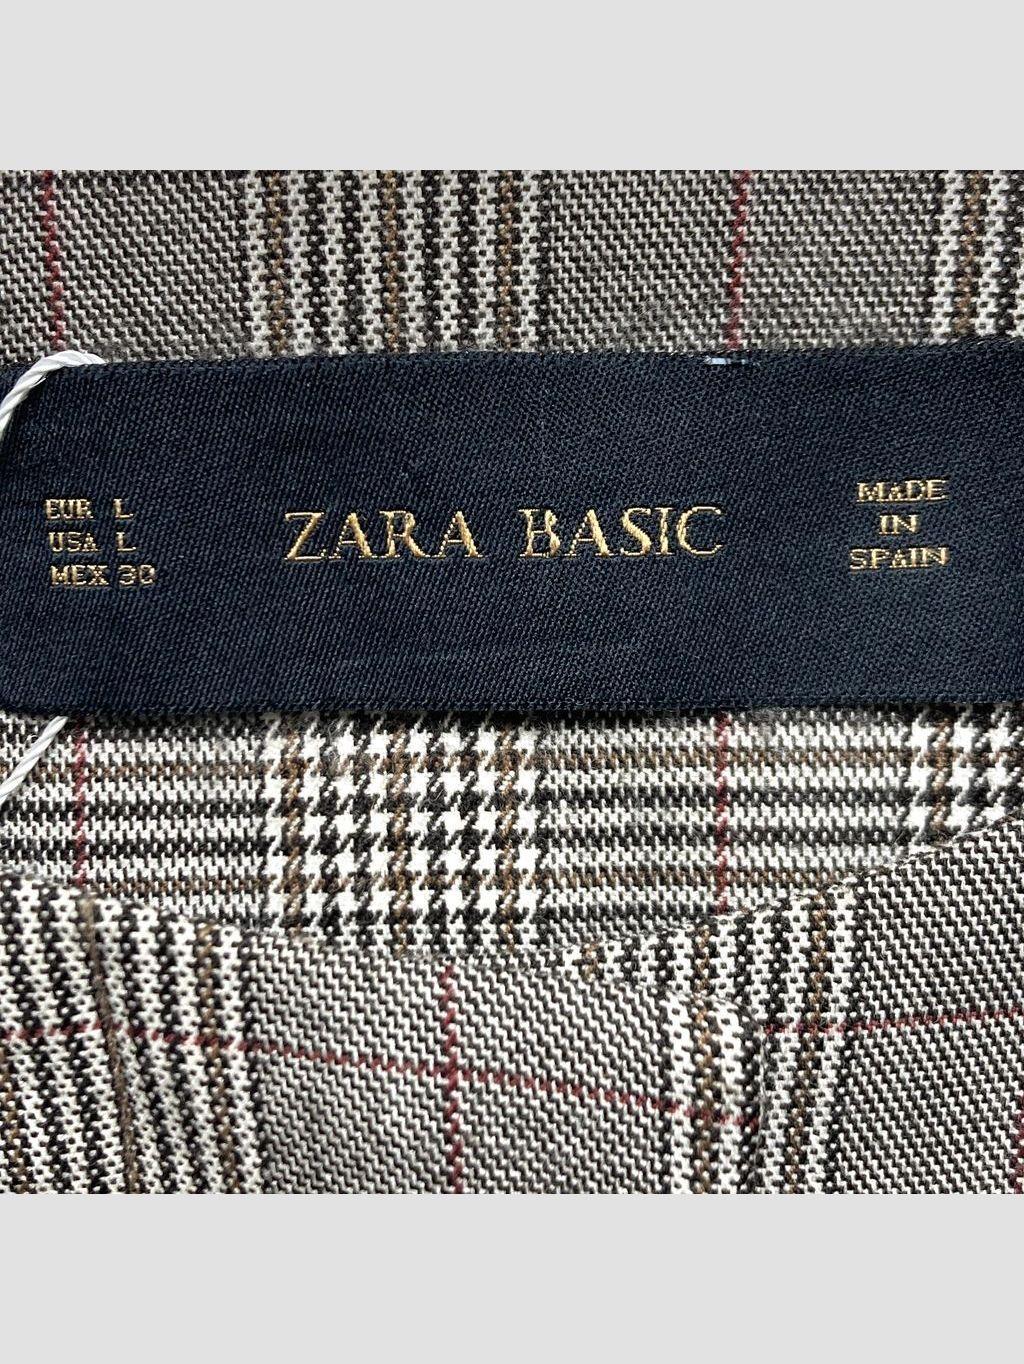 EUR L
USA L
MEX 30
ZARA BASIC
MADE
IN
SPAIN